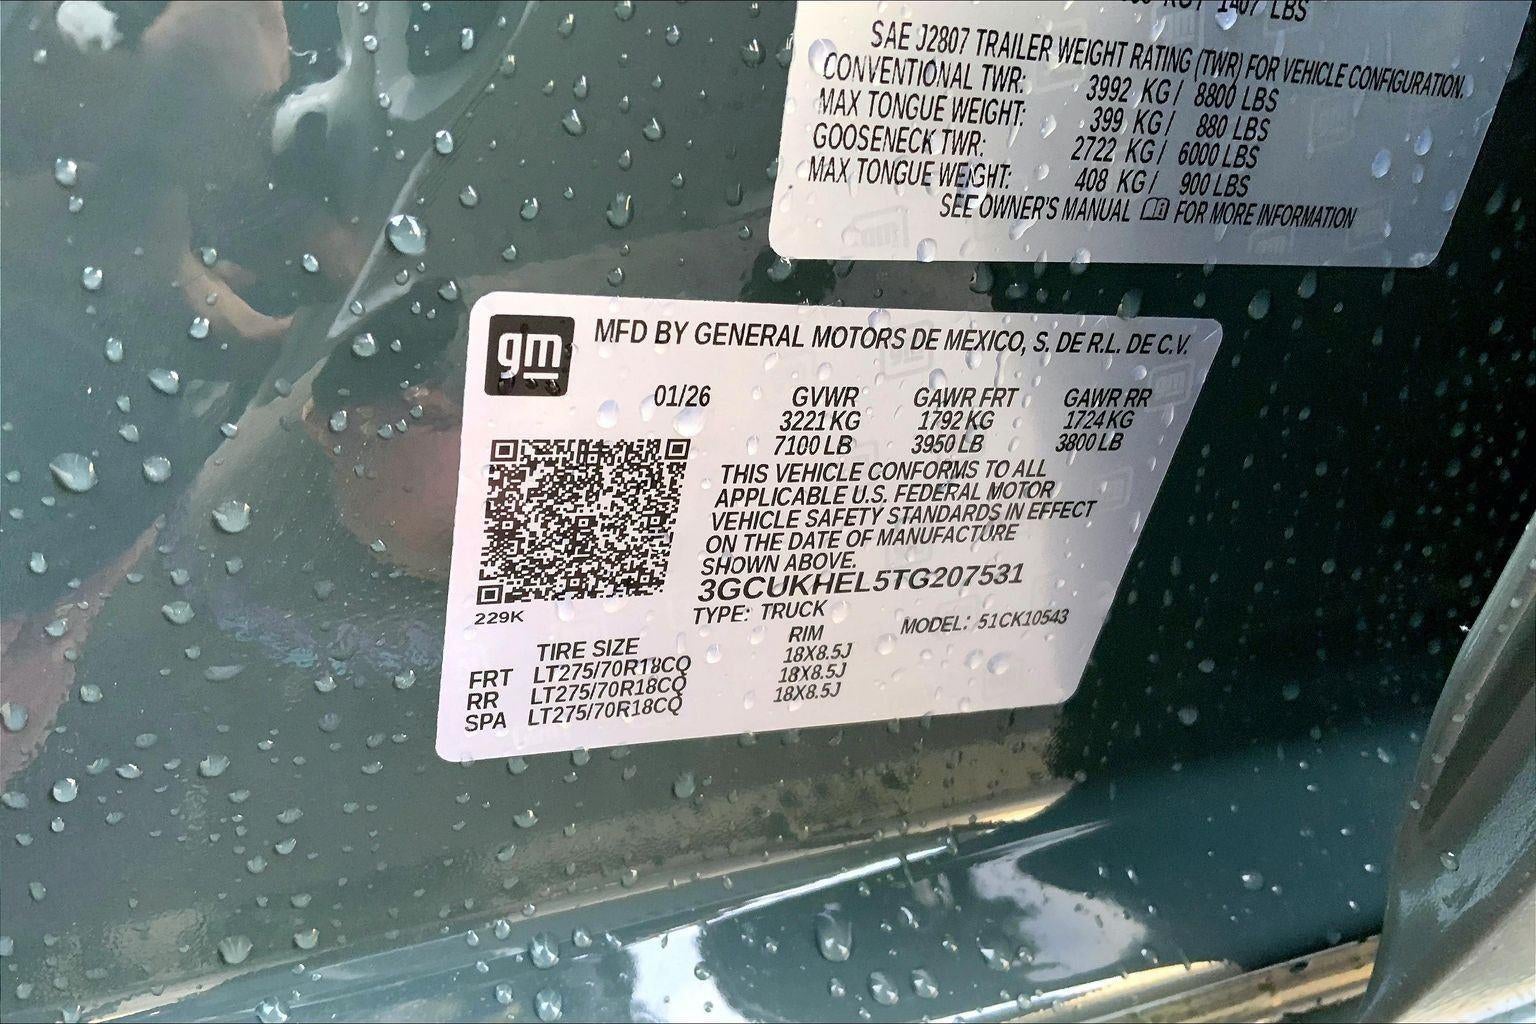 1407 LBS
SAE J2807 TRAILER WEIGHT RATING (TWR) FOR VEHICLE CONFIGURATION.
CONVENTIONAL TWR: 3992 KG / 8800 LBS
MAX TONGUE WEIGHT: 399 KG / 880 LBS
GOOSENECK TWR: 2722 KG / 6000 LBS
MAX TONGUE WEIGHT: 408 KG / 900 LBS
SEE OWNER'S MANUAL FOR MORE INFORMATION
gm MFD BY GENERAL MOTORS DE MEXICO, S. DE R.L. DE C.V.
01/26 GVWR GAWR FRT GAWR RR
3221 KG 1792 KG 1724 KG
7100 LB 3950 LB 3800 LB
THIS VEHICLE CONFORMS TO ALL
APPLICABLE U.S. FEDERAL MOTOR
VEHICLE SAFETY STANDARDS IN EFFECT
ON THE DATE OF MANUFACTURE
SHOWN ABOVE.
3GCUKHEL5TG207531
229K
TYPE: TRUCK MODEL: 51CK10543
TIRE SIZE RIM
FRT LT275/70R18CQ 18X8.5J
RR LT275/70R18CQ 18X8.5J
SPA LT275/70R18CQ 18X8.5J